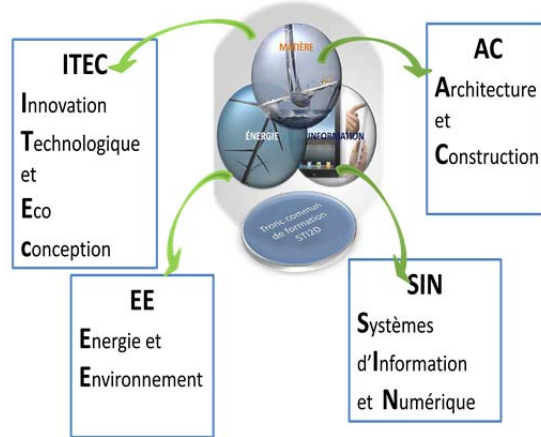 ITEC
Innovation
Technologique
et
Eco
conception
MATIÈRE
ÉNERGIE
INFORMATION
Tronc commun
de formation
STI2D
AC
Architecture
et
Construction
EE
Energie et
Environnement
SIN
Systèmes
d'Information
et Numérique